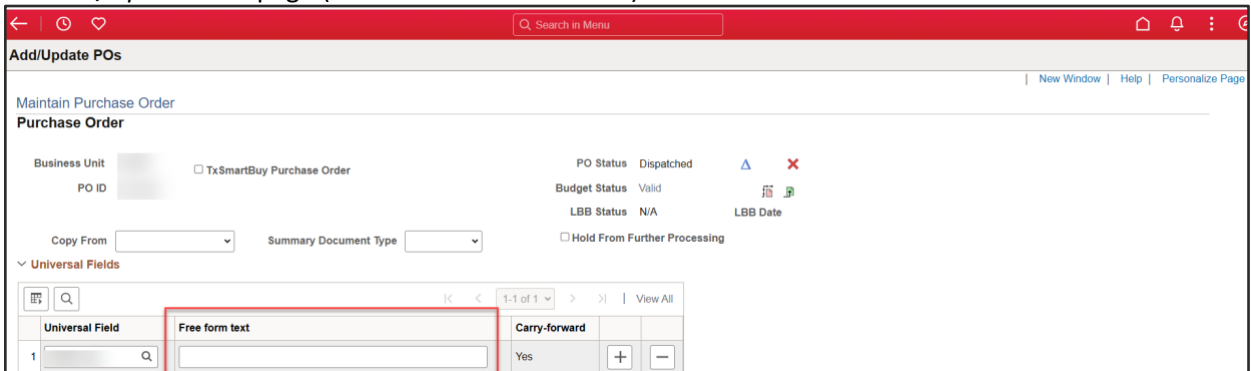 Search in Menu
Add/Update POs
New Window | Help | Personalize Page
Maintain Purchase Order
Purchase Order
Business Unit
TxSmartBuy Purchase Order
PO Status Dispatched
PO ID
Budget Status Valid
LBB Status N/A LBB Date
Copy From
Summary Document Type
Hold From Further Processing
Universal Fields
1-1 of 1
View All
Universal Field Free form text Carry-forward
1 Yes